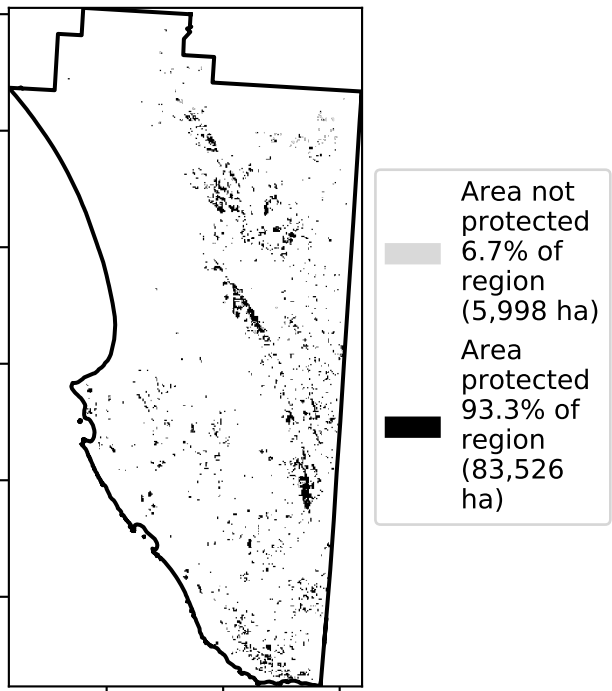 Area not
protected
6.7% of
region
(5,998 ha)
Area
protected
93.3% of
region
(83,526
ha)